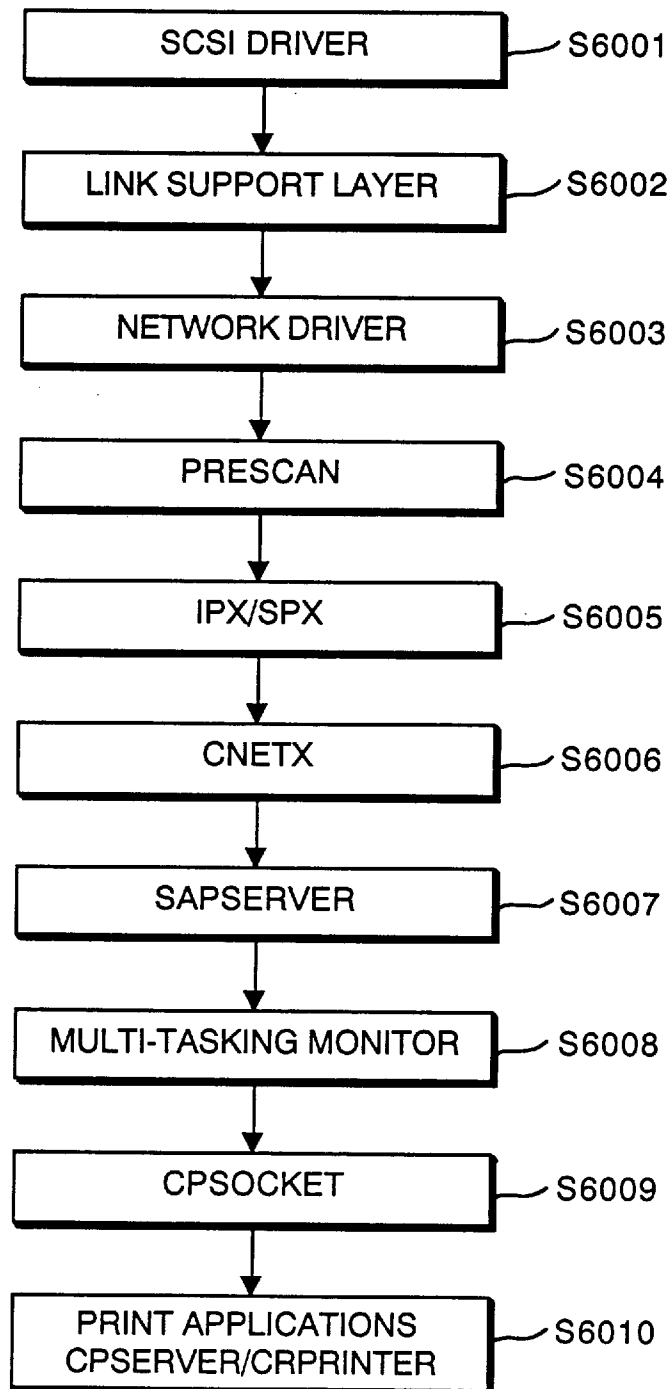 SCSI DRIVER S6001
LINK SUPPORT LAYER S6002
NETWORK DRIVER S6003
PRESCAN S6004
IPX/SPX S6005
CNETX S6006
SAPSERVER S6007
MULTI-TASKING MONITOR S6008
CPSOCKET S6009
PRINT APPLICATIONS
CPSERVER/CRPRINTER S6010